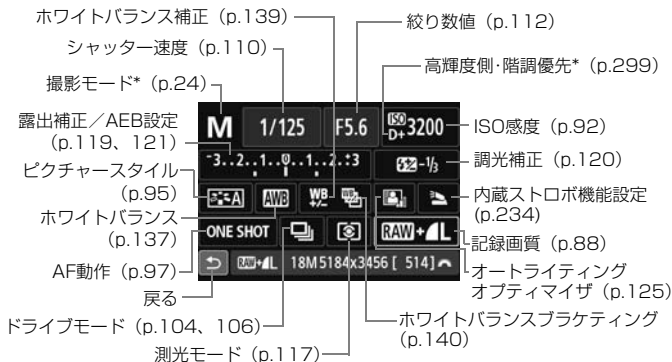 ホワイトバランス補正（p.139）
絞り数値（p.112）
シャッター速度（p.110）
高輝度側・階調優先*（p.299）
撮影モード*（p.24）
露出補正／AEB設定
（p.119、121）
ピクチャースタイル
（p.95）
ホワイトバランス
（p.137）
AF動作（p.97）
戻る
ドライブモード（p.104、106）
測光モード（p.117）
M 1/125 F5.6 ISO D+ 3200
-3..2..1..0..1..2..+3 -1/3
A AWB WB +/- WB
ONE SHOT RAW+L
RAW+L 18M 5184x3456 [ 514]
ISO感度（p.92）
調光補正（p.120）
内蔵ストロボ機能設定
（p.234）
記録画質（p.88）
オートライティング
オプティマイザ（p.125）
ホワイトバランスブラケティング
（p.140）